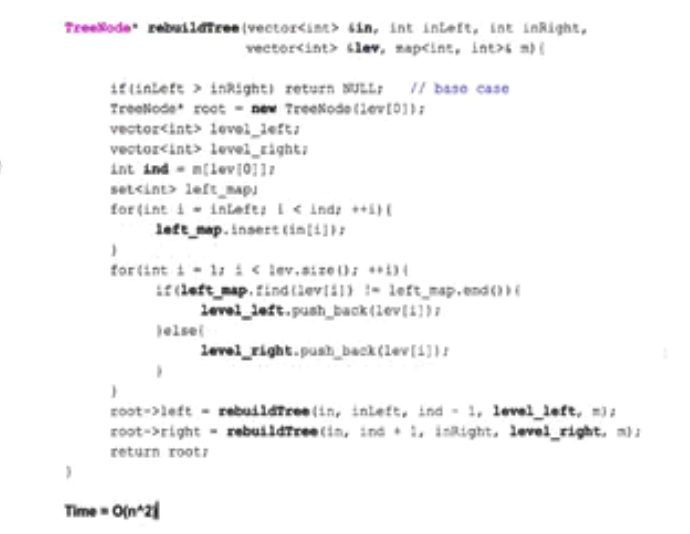 TreeNode* rebuildTree(vector<int> &in, int inLeft, int inRight,
vector<int> &lev, map<int, int>& m){
if(inLeft > inRight) return NULL; // base case
TreeNode* root = new TreeNode(lev[0]);
vector<int> level_left;
vector<int> level_right;
int ind = m[lev[0]];
set<int> left_map;
for(int i = inLeft; i < ind; ++i){
left_map.insert(in[i]);
}
for(int i = 1; i < lev.size(); ++i){
if(left_map.find(lev[i]) != left_map.end()){
level_left.push_back(lev[i]);
}else{
level_right.push_back(lev[i]);
}
}
root->left = rebuildTree(in, inLeft, ind - 1, level_left, m);
root->right = rebuildTree(in, ind + 1, inRight, level_right, m);
return root;
}
Time = O(n^2)